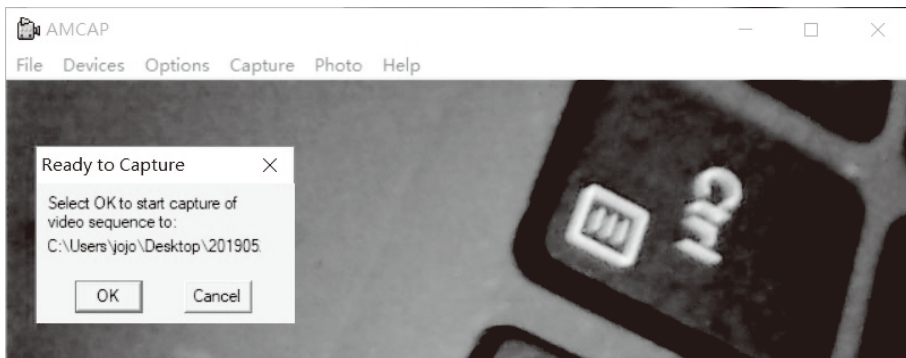 AMCAP
File Devices Options Capture Photo Help
Ready to Capture
Select OK to start capture of
video sequence to:
C:\Users\jojo\Desktop\201905.
OK Cancel
Ctrl